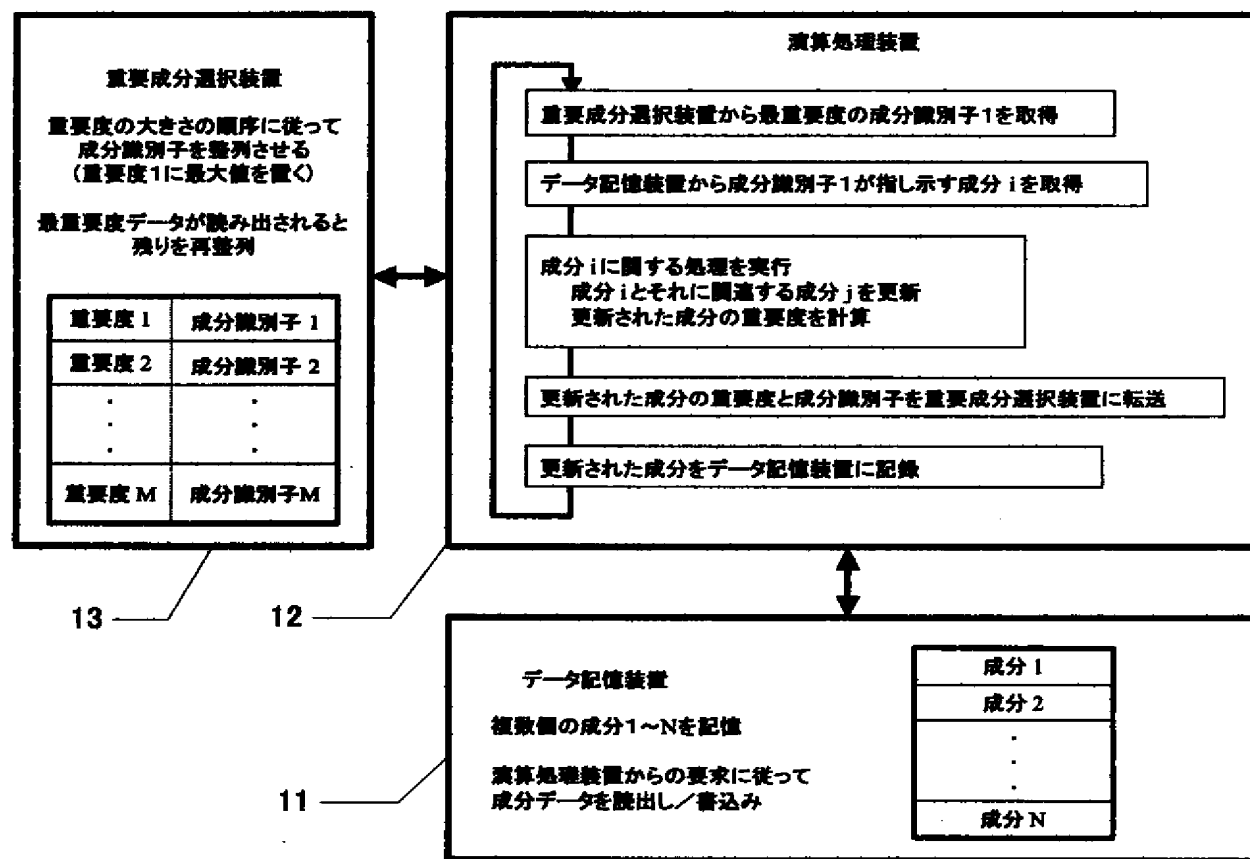 重要成分選択装置
重要度の大きさの順序に従って
成分識別子を整列させる
(重要度1に最大値を置く)
最重要度データが読み出されると
残りを再整列
重要度 1 成分識別子 1
重要度 2 成分識別子 2
・ ・
・ ・
・ ・
重要度 M 成分識別子M
13
演算処理装置
重要成分選択装置から最重要度の成分識別子1を取得
データ記憶装置から成分識別子1が指し示す成分 i を取得
成分 i に関する処理を実行
成分 i とそれに関連する成分 j を更新
更新された成分の重要度を計算
更新された成分の重要度と成分識別子を重要成分選択装置に転送
更新された成分をデータ記憶装置に記録
12
データ記憶装置
複数個の成分1～Nを記憶
演算処理装置からの要求に従って
成分データを読出し／書込み
成分 1
成分 2
・
・
・
成分 N
11